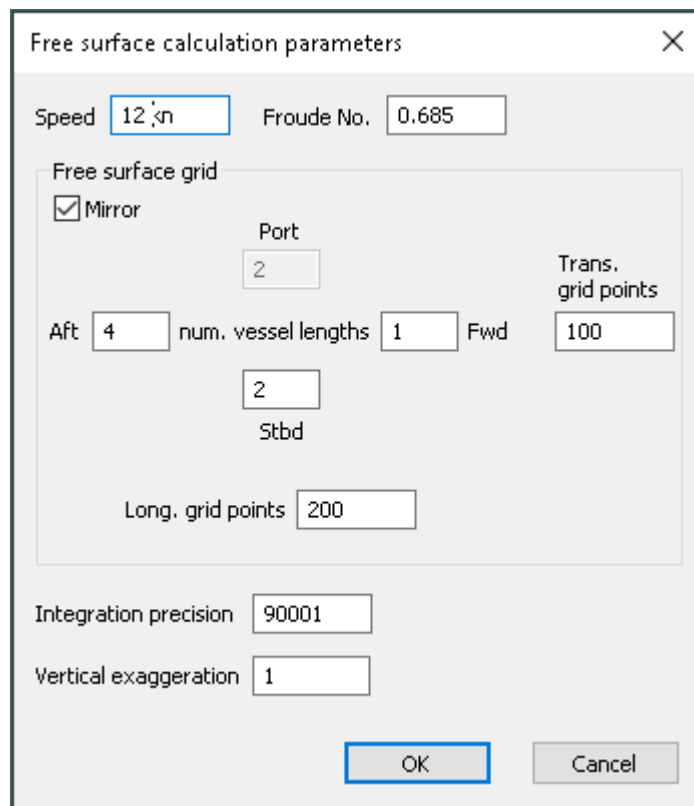 Free surface calculation parameters
Speed 12 kn Froude No. 0.685
Free surface grid
Mirror
Port
2
Trans.
grid points
Aft 4 num. vessel lengths 1 Fwd 100
2
Stbd
Long. grid points 200
Integration precision 90001
Vertical exaggeration 1
OK Cancel